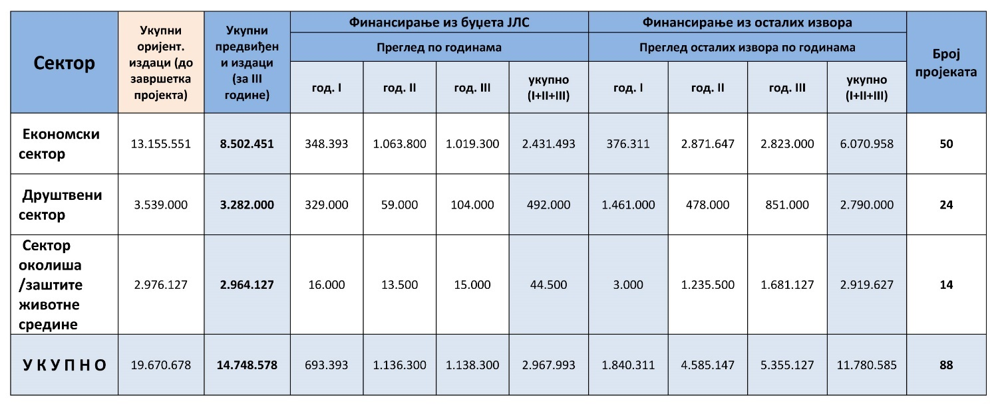 Сектор
Укупни
оријент.
издаци (до
завршетка
пројекта)
Укупни
предвиђен
и издаци
(за III
године)
Финансирање из буџета ЈЛС
Преглед по годинама
год. I
год. II
год. III
укупно
(I+II+III)
Финансирање из осталих извора
Преглед осталих извора по годинама
год. I
год. II
год. III
укупно
(I+II+III)
Број
пројеката
Економски
сектор
13.155.551
8.502.451
348.393
1.063.800
1.019.300
2.431.493
376.311
2.871.647
2.823.000
6.070.958
50
Друштвени
сектор
3.539.000
3.282.000
329.000
59.000
104.000
492.000
1.461.000
478.000
851.000
2.790.000
24
Сектор
околиша
/заштите
животне
средине
2.976.127
2.964.127
16.000
13.500
15.000
44.500
3.000
1.235.500
1.681.127
2.919.627
14
У К У П Н О
19.670.678
14.748.578
693.393
1.136.300
1.138.300
2.967.993
1.840.311
4.585.147
5.355.127
11.780.585
88